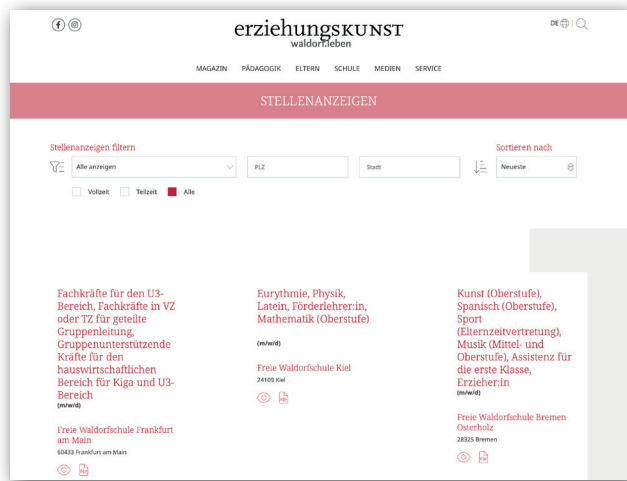 erziehungsKUNST
waldorf.leben
DE
MAGAZIN PÄDAGOGIK ELTERN SCHULE MEDIEN SERVICE
STELLENANZEIGEN
Stellenanzeigen filtern
Sortieren nach
Alle anzeigen
PLZ
Stadt
Neueste
Vollzeit
Teilzeit
Alle
Fachkräfte für den U3-
Bereich, Fachkräfte in VZ
oder TZ für geteilte
Gruppenleitung,
Gruppenunterstützende
Kräfte für den
hauswirtschaftlichen
Bereich für Kiga und U3-
Bereich
(m/w/d)
Freie Waldorfschule Frankfurt
am Main
60433 Frankfurt am Main
PDF
Eurythmie, Physik,
Latein, Förderlehrer:in,
Mathematik (Oberstufe)
(m/w/d)
Freie Waldorfschule Kiel
24109 Kiel
PDF
Kunst (Oberstufe),
Spanisch (Oberstufe),
Sport
(Elternzeitvertretung),
Musik (Mittel- und
Oberstufe), Assistenz für
die erste Klasse,
Erzieher:in
(m/w/d)
Freie Waldorfschule Bremen
Osterholz
28325 Bremen
PDF